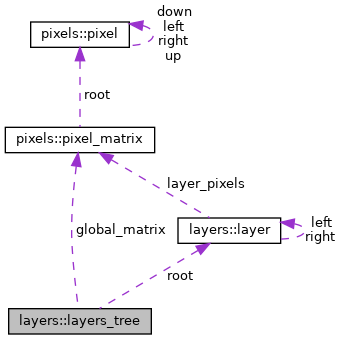 down
left
right
up
pixels::pixel
root
pixels::pixel_matrix
layer_pixels
global_matrix
layers::layer
left
right
root
layers::layers_tree